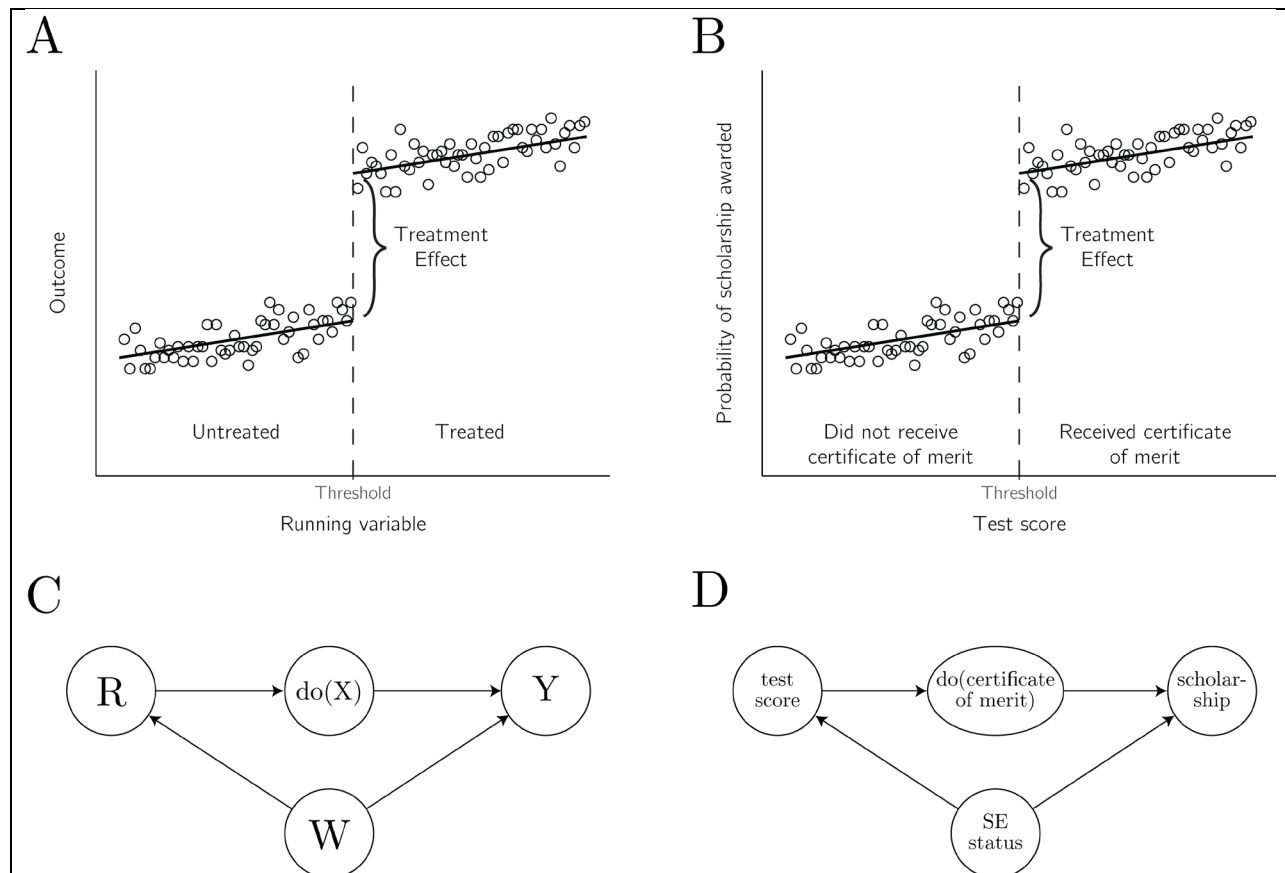 A
Outcome
Treatment
Effect
Untreated
Treated
Threshold
Running variable
B
Probability of scholarship awarded
Treatment
Effect
Did not receive
certificate of merit
Received certificate
of merit
Threshold
Test score
C
R
do(X)
Y
W
D
test
score
do(certificate
of merit)
scholar-
ship
SE
status